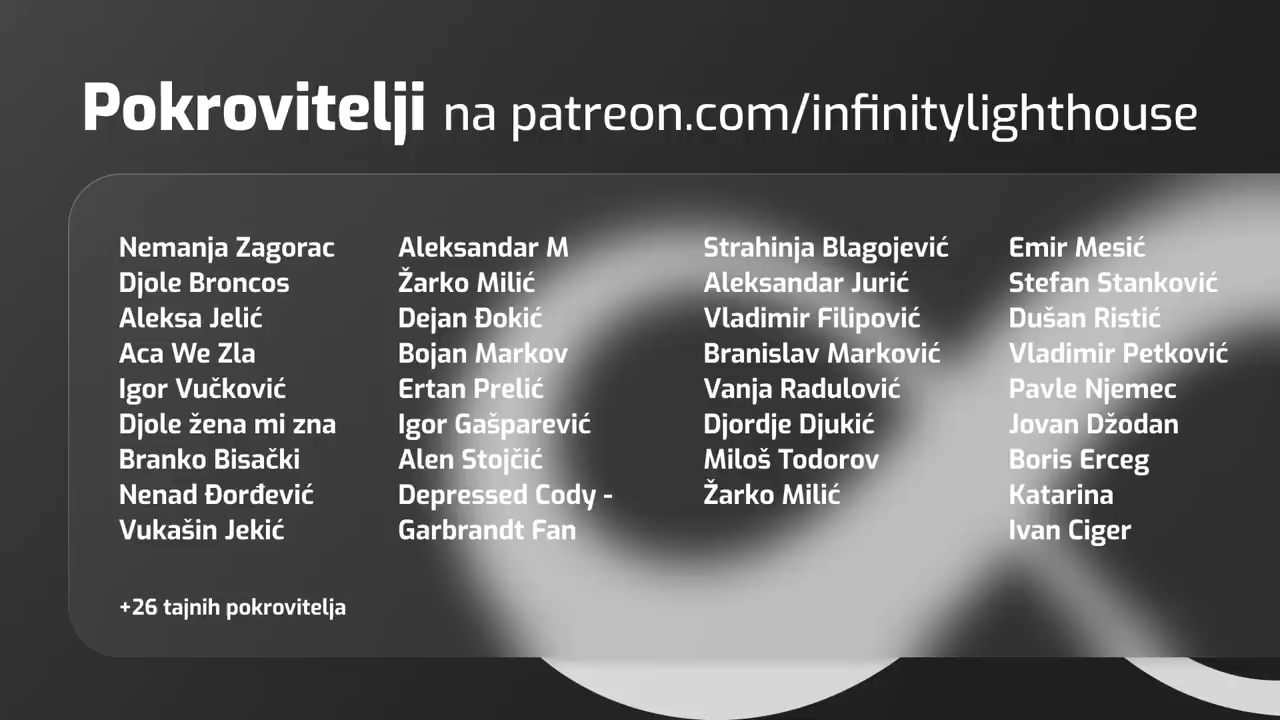 Pokrovitelji na patreon.com/infinitylighthouse
Nemanja Zagorac
Djole Broncos
Aleksa Jelić
Aca We Zla
Igor Vučković
Djole žena mi zna
Branko Bisački
Nenad Đorđević
Vukašin Jekić
Aleksandar M
Žarko Milić
Dejan Đokić
Bojan Markov
Ertan Prelić
Igor Gašparević
Alen Stojčić
Depressed Cody -
Garbrandt Fan
Strahinja Blagojević
Aleksandar Jurić
Vladimir Filipović
Branislav Marković
Vanja Radulović
Djordje Djukić
Miloš Todorov
Žarko Milić
Emir Mesić
Stefan Stanković
Dušan Ristić
Vladimir Petković
Pavle Njemec
Jovan Džodan
Boris Erceg
Katarina
Ivan Ciger
+26 tajnih pokrovitelja